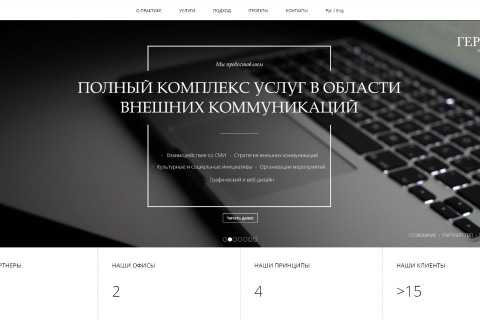 О ПРАКТИКЕ УСЛУГИ ПОДХОД ПРОЕКТЫ КОНТАКТЫ Рус / Eng
ГЕР
Мы предоставляем
ПОЛНЫЙ КОМПЛЕКС УСЛУГ В ОБЛАСТИ
ВНЕШНИХ КОММУНИКАЦИЙ
· Взаимодействие со СМИ · Стратегия внешних коммуникаций
· Культурные и социальные инициативы · Организация мероприятий
· Графический и веб-дизайн
Читать далее
СОЗИДАНИЕ · ПАРТНЕРСТВО ·
РТНЕРЫ НАШИ ОФИСЫ НАШИ ПРИНЦИПЫ НАШИ КЛИЕНТЫ
2 4 >15